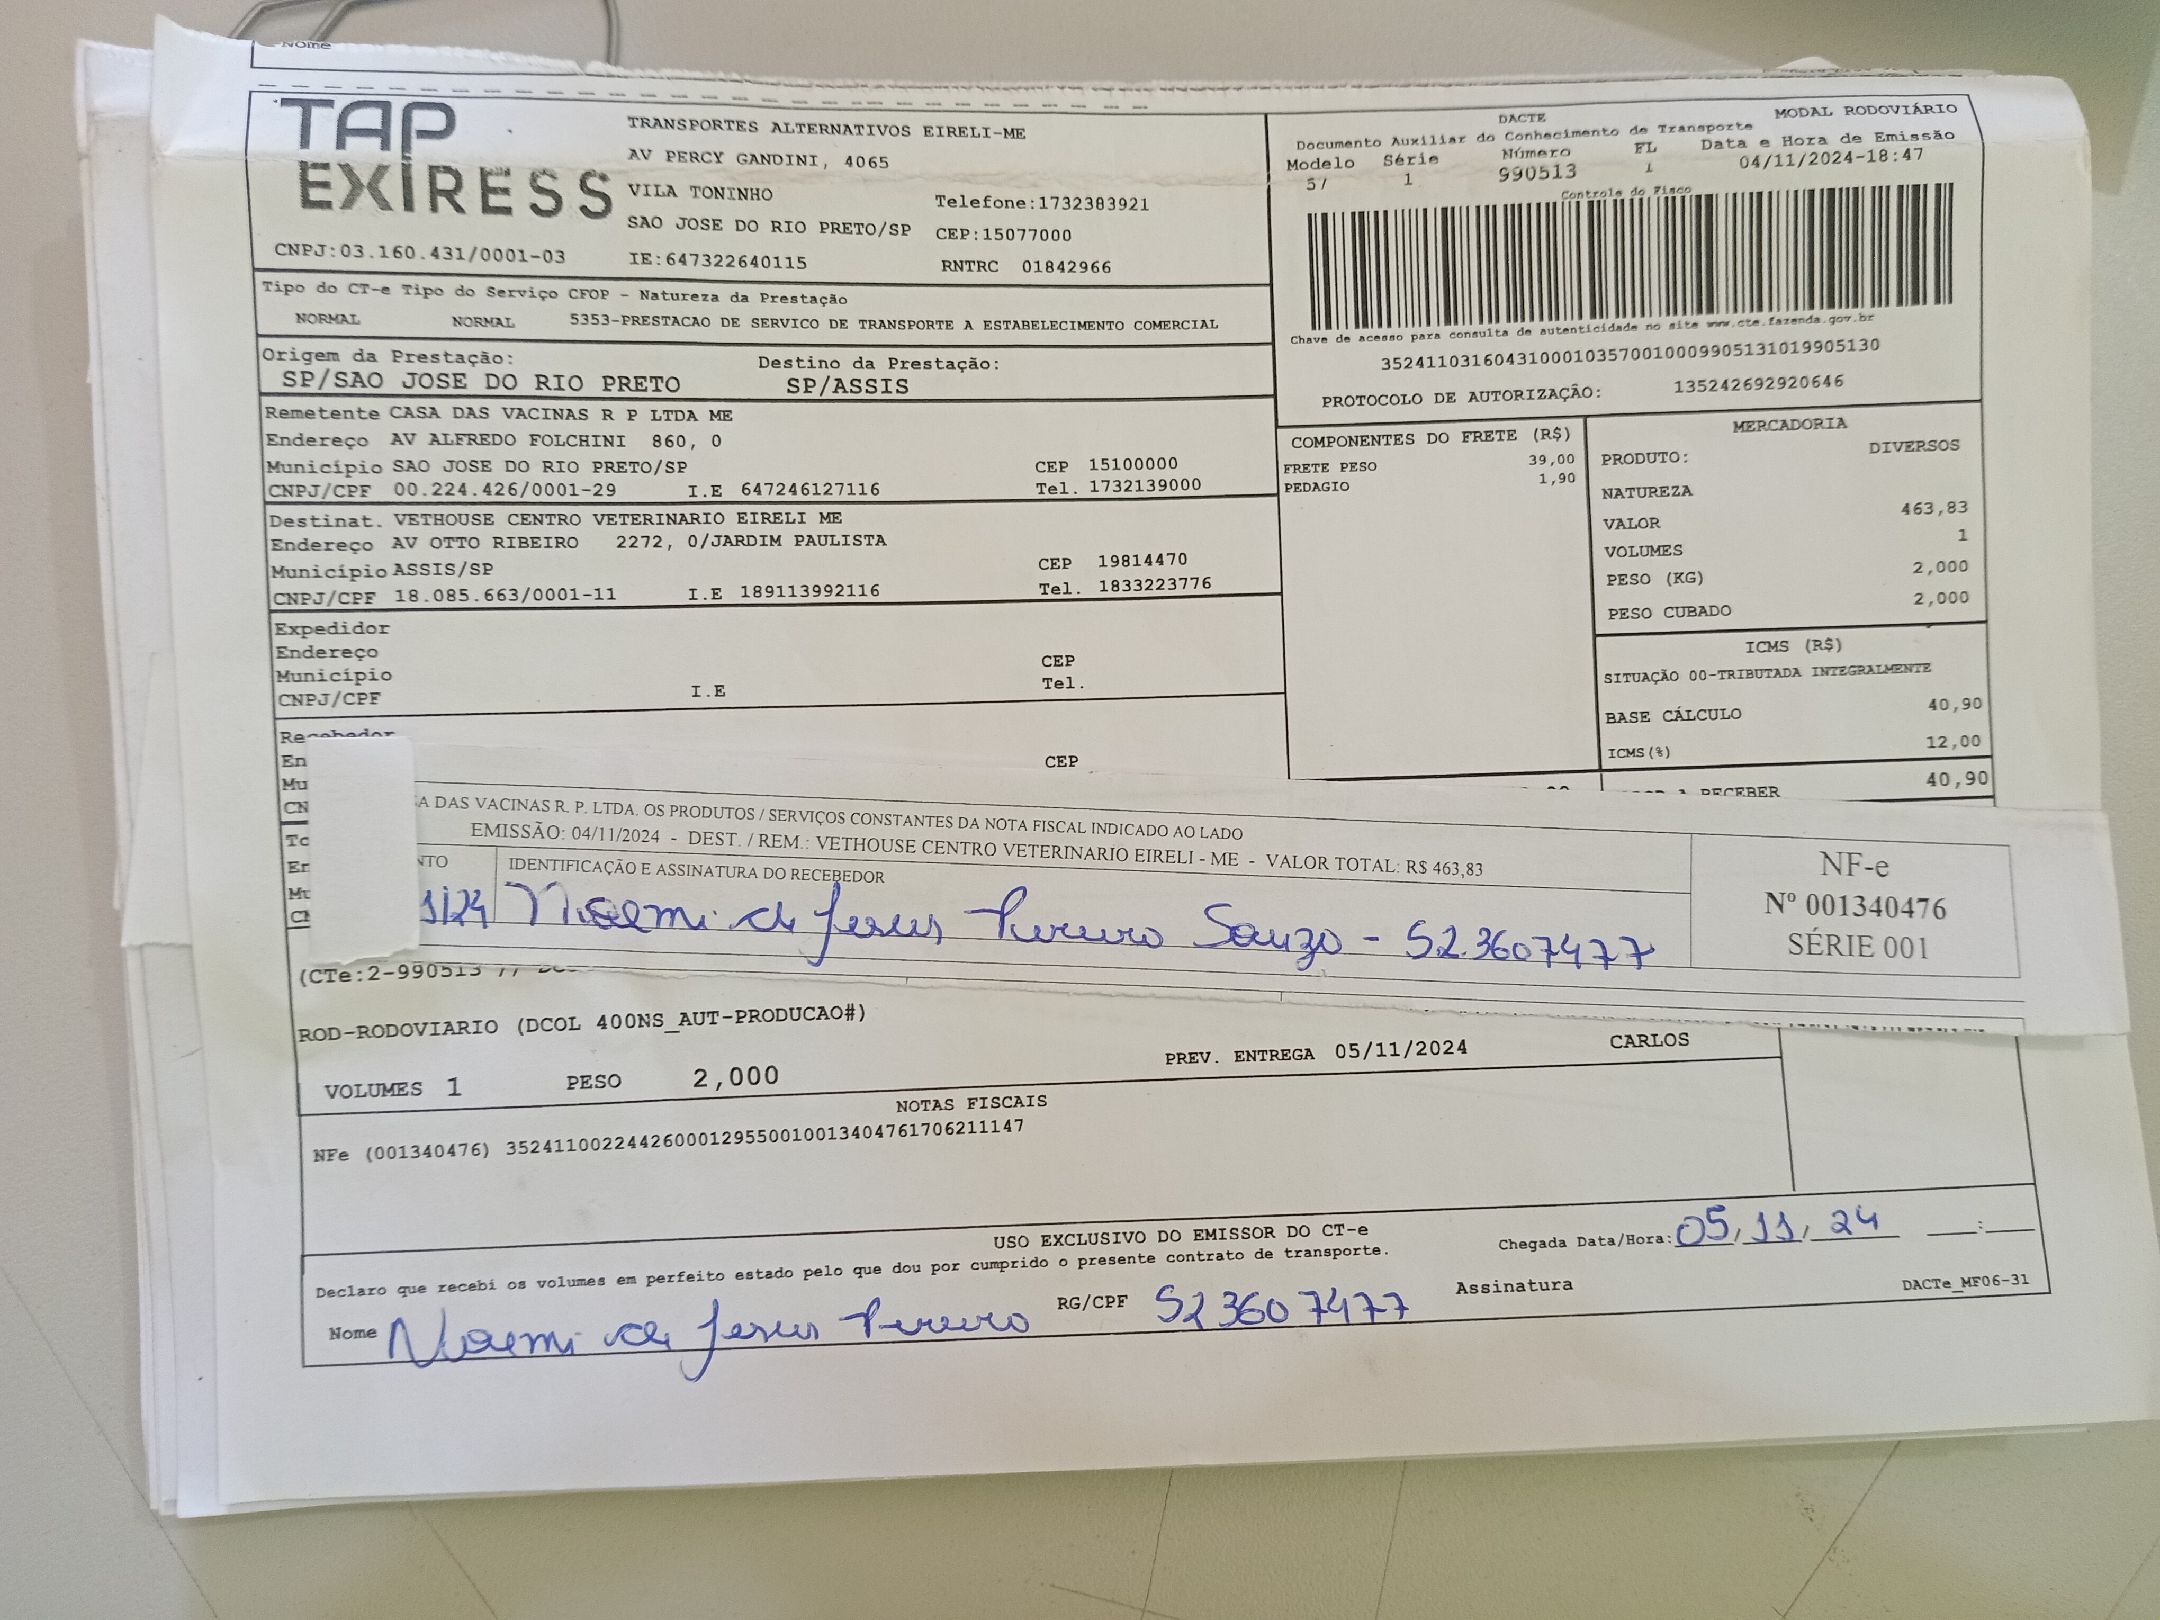 Nome
TAP
EXIRESS
CNPJ:03.160.431/0001-03
TRANSPORTES ALTERNATIVOS EIRELI-ME
AV PERCY GANDINI, 4065
VILA TONINHO
Telefone:1732383921
SAO JOSE DO RIO PRETO/SP CEP:15077000
IE:647322640115 RNTRC 01842966
DACTE MODAL RODOVIÁRIO
Documento Auxiliar do Conhecimento de Transporte
Modelo Série Número FL Data e Hora de Emissão
57 1 990513 1 04/11/2024-18:47
Controle do Fisco
Chave de acesso para consulta de autenticidade no site www.cte.fazenda.gov.br
35241103160431000103570010009905131019905130
PROTOCOLO DE AUTORIZAÇÃO: 135242692920646
Tipo do CT-e Tipo do Serviço CFOP - Natureza da Prestação
NORMAL NORMAL 5353-PRESTACAO DE SERVICO DE TRANSPORTE A ESTABELECIMENTO COMERCIAL
Origem da Prestação: Destino da Prestação:
SP/SAO JOSE DO RIO PRETO SP/ASSIS
Remetente CASA DAS VACINAS R P LTDA ME
Endereço AV ALFREDO FOLCHINI 860, 0
Município SAO JOSE DO RIO PRETO/SP CEP 15100000
CNPJ/CPF 00.224.426/0001-29 I.E 647246127116 Tel. 1732139000
Destinat. VETHOUSE CENTRO VETERINARIO EIRELI ME
Endereço AV OTTO RIBEIRO 2272, 0/JARDIM PAULISTA
Município ASSIS/SP CEP 19814470
CNPJ/CPF 18.085.663/0001-11 I.E 189113992116 Tel. 1833223776
Expedidor
Endereço
Município CEP
CNPJ/CPF I.E Tel.
Recebedor
En CEP
Mu
CN
COMPONENTES DO FRETE (R$)
FRETE PESO 39,00
PEDAGIO 1,90
MERCADORIA
PRODUTO: DIVERSOS
NATUREZA
VALOR 463,83
VOLUMES 1
PESO (KG) 2,000
PESO CUBADO 2,000
ICMS (R$)
SITUAÇÃO 00-TRIBUTADA INTEGRALMENTE
BASE CÁLCULO 40,90
ICMS(%) 12,00
A RECEBER 40,90
A DAS VACINAS R. P. LTDA. OS PRODUTOS / SERVIÇOS CONSTANTES DA NOTA FISCAL INDICADO AO LADO
EMISSÃO: 04/11/2024 - DEST. / REM.: VETHOUSE CENTRO VETERINARIO EIRELI - ME - VALOR TOTAL: R$ 463,83
NTO IDENTIFICAÇÃO E ASSINATURA DO RECEBEDOR
1/24 Noemi de Jesus - 52.3607477
NF-e
Nº 001340476
SÉRIE 001
(CTe:2-990513 //
ROD-RODOVIARIO (DCOL 400NS_AUT-PRODUCAO#)
VOLUMES 1 PESO 2,000 PREV. ENTREGA 05/11/2024 CARLOS
NOTAS FISCAIS
NFe (001340476) 35241100224426000129550010013404761706211147
USO EXCLUSIVO DO EMISSOR DO CT-e
Declaro que recebi os volumes em perfeito estado pelo que dou por cumprido o presente contrato de transporte.
Chegada Data/Hora: 05/11/24 :
Nome Noemi de Jesus RG/CPF 523607477 Assinatura
DACTe_MF06-31